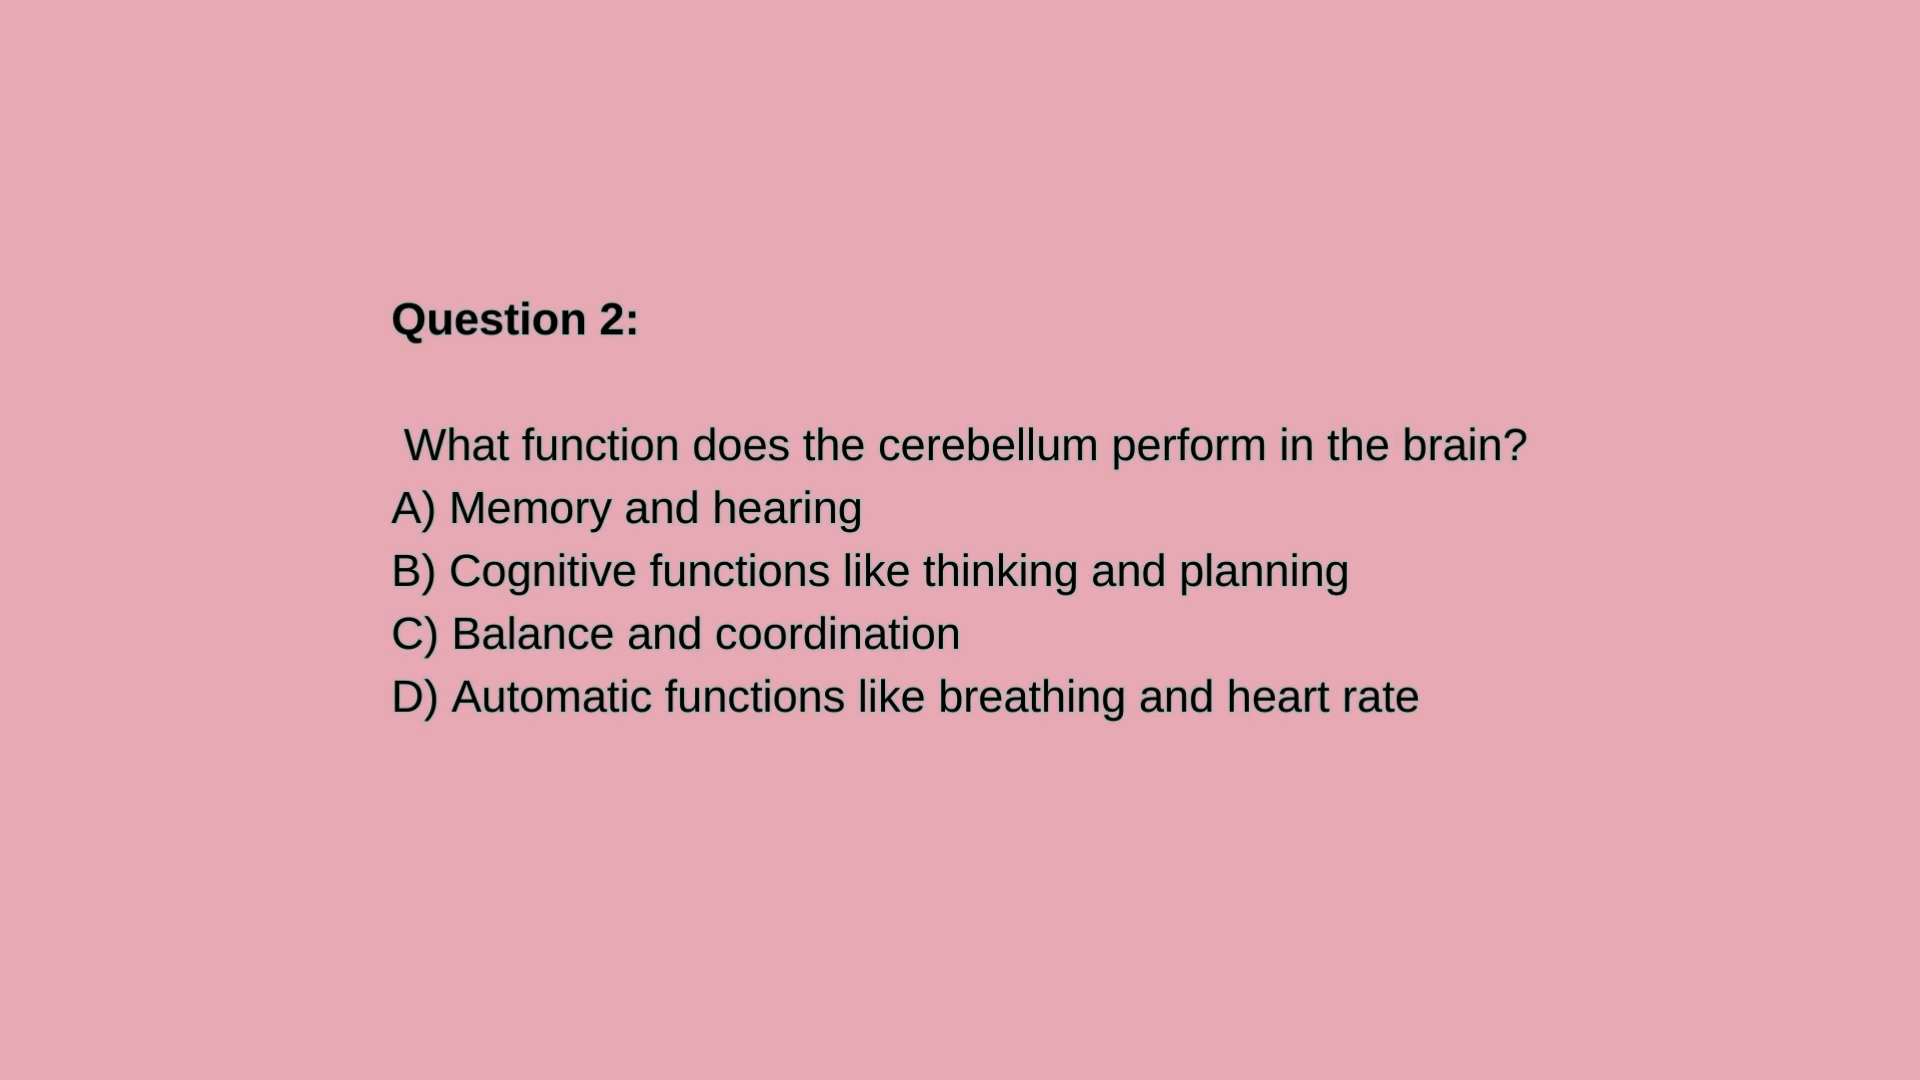 Question 2:
What function does the cerebellum perform in the brain?
A) Memory and hearing
B) Cognitive functions like thinking and planning
C) Balance and coordination
D) Automatic functions like breathing and heart rate